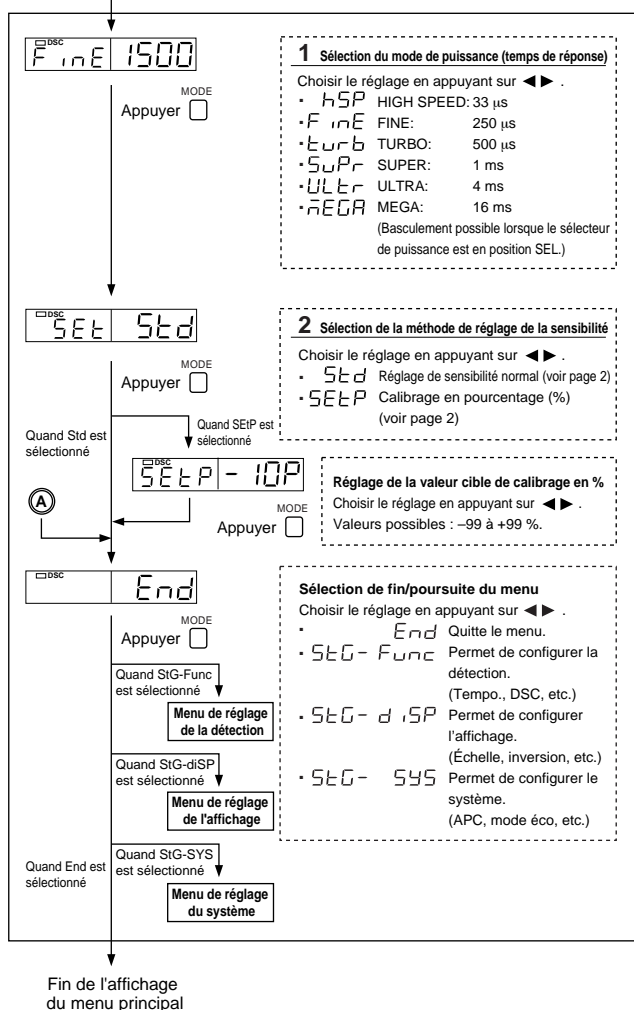 DSC
FinE 1500
MODE
Appuyer
1 Sélection du mode de puissance (temps de réponse)
Choisir le réglage en appuyant sur ◀ ▶ .
· hSP HIGH SPEED: 33 μs
· FinE FINE: 250 μs
· turb TURBO: 500 μs
· SuPr SUPER: 1 ms
· ULtr ULTRA: 4 ms
· mEGA MEGA: 16 ms
(Basculement possible lorsque le sélecteur
de puissance est en position SEL.)
DSC
SEt Std
MODE
Appuyer
2 Sélection de la méthode de réglage de la sensibilité
Choisir le réglage en appuyant sur ◀ ▶ .
· Std Réglage de sensibilité normal (voir page 2)
· SEtP Calibrage en pourcentage (%)
(voir page 2)
Quand Std est
sélectionné
Quand SEtP est
sélectionné
DSC
SEtP - 10P
MODE
Appuyer
Réglage de la valeur cible de calibrage en %
Choisir le réglage en appuyant sur ◀ ▶ .
Valeurs possibles : –99 à +99 %.
A
DSC
End
MODE
Appuyer
Sélection de fin/poursuite du menu
Choisir le réglage en appuyant sur ◀ ▶ .
· End Quitte le menu.
· StG- Func Permet de configurer la
détection.
(Tempo., DSC, etc.)
· StG- diSP Permet de configurer
l'affichage.
(Échelle, inversion, etc.)
· StG- SYS Permet de configurer le
système.
(APC, mode éco, etc.)
Quand StG-Func
est sélectionné
Menu de réglage
de la détection
Quand StG-diSP
est sélectionné
Menu de réglage
de l'affichage
Quand End est
sélectionné
Quand StG-SYS
est sélectionné
Menu de réglage
du système
Fin de l'affichage
du menu principal